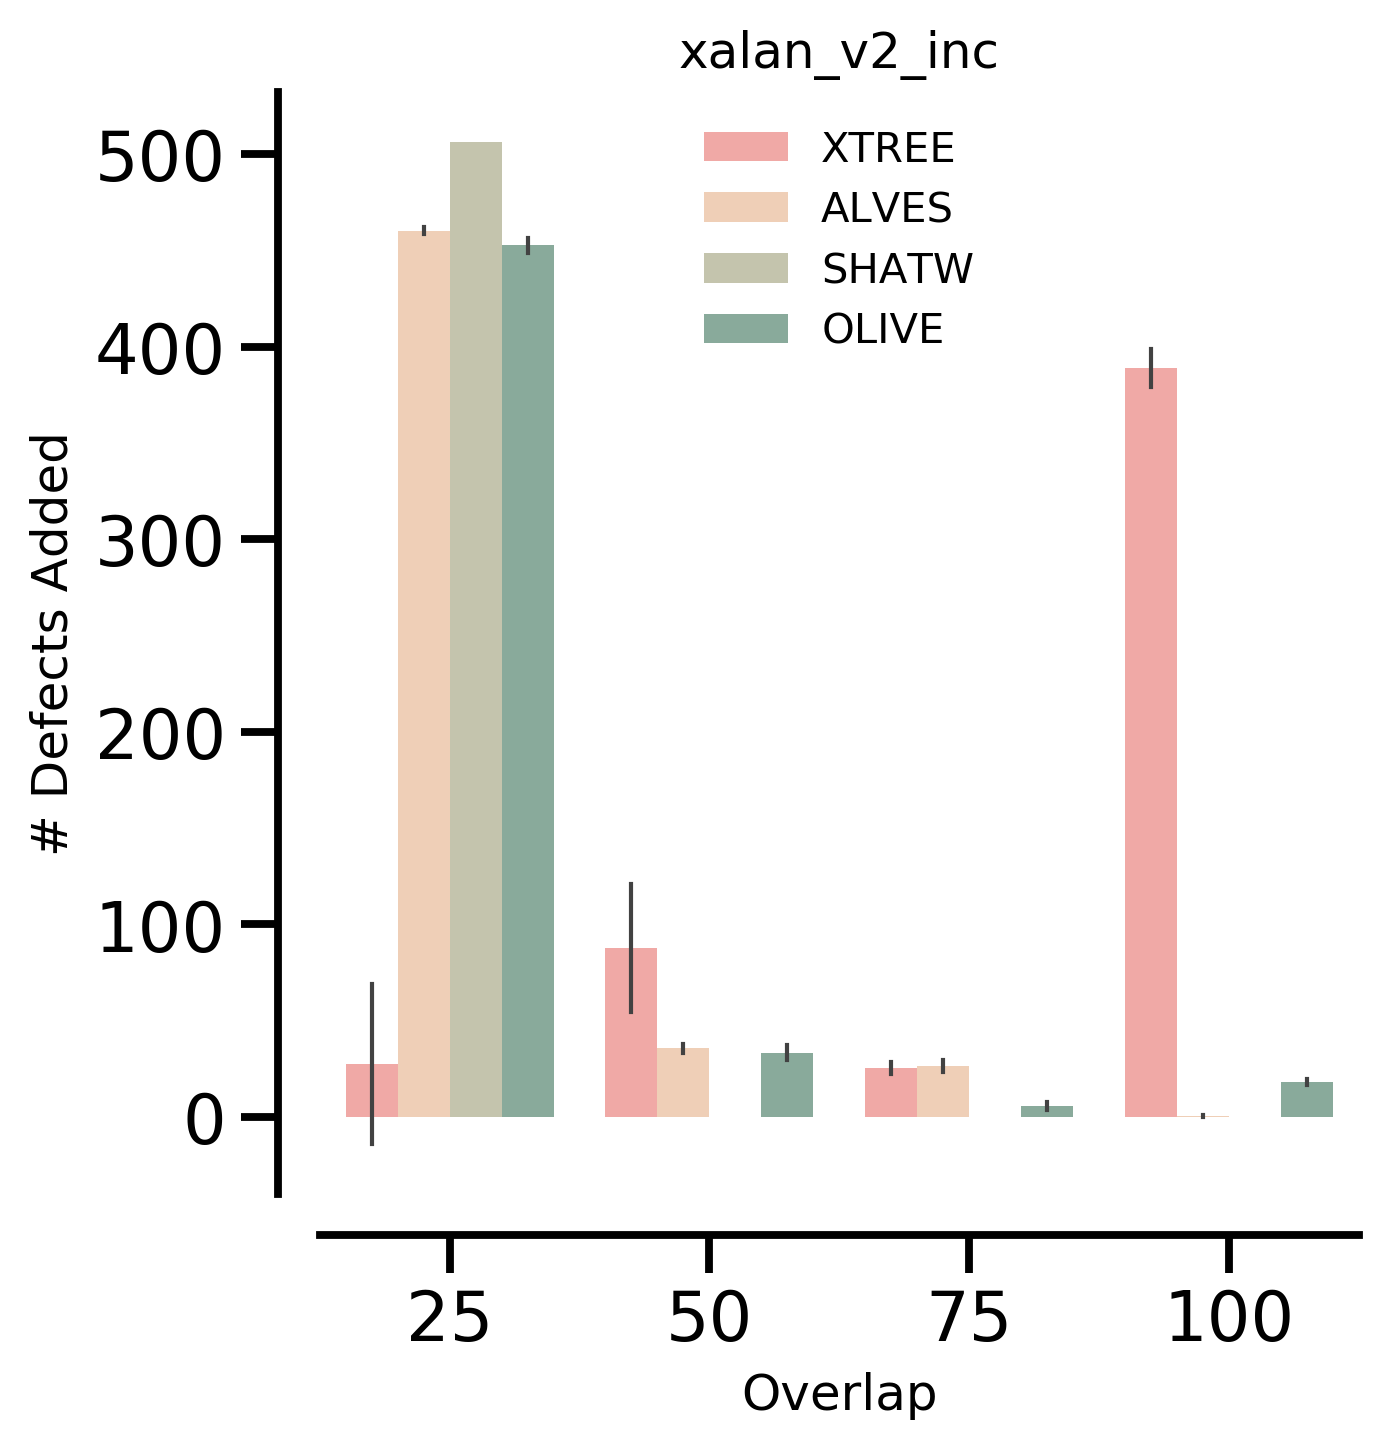 xalan_v2_inc
XTREE
ALVES
SHATW
OLIVE
# Defects Added
500
400
300
200
100
0
25 50 75 100
Overlap